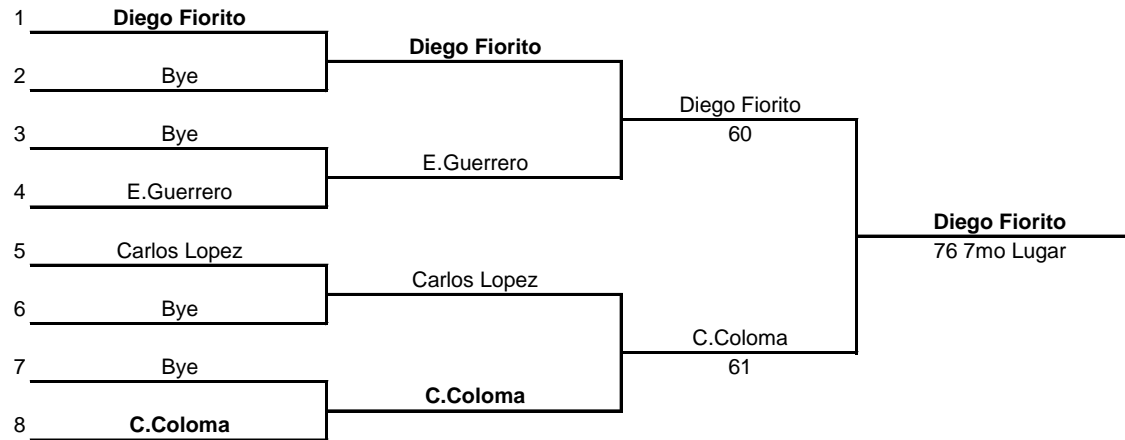 1 Diego Fiorito
Diego Fiorito
2 Bye
Diego Fiorito
60
3 Bye
E.Guerrero
4 E.Guerrero
Diego Fiorito
76 7mo Lugar
5 Carlos Lopez
Carlos Lopez
6 Bye
C.Coloma
61
7 Bye
C.Coloma
8 C.Coloma